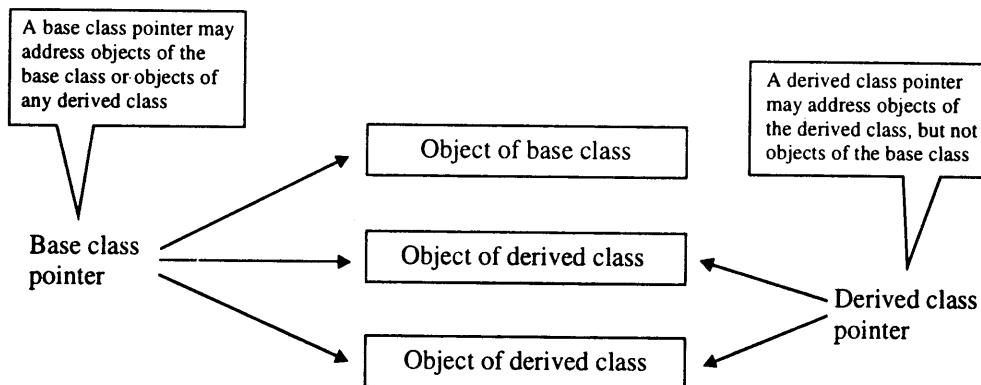 A base class pointer may
address objects of the
base class or objects of
any derived class
A derived class pointer
may address objects of
the derived class, but not
objects of the base class
Object of base class
Base class
pointer
Object of derived class
Derived class
pointer
Object of derived class